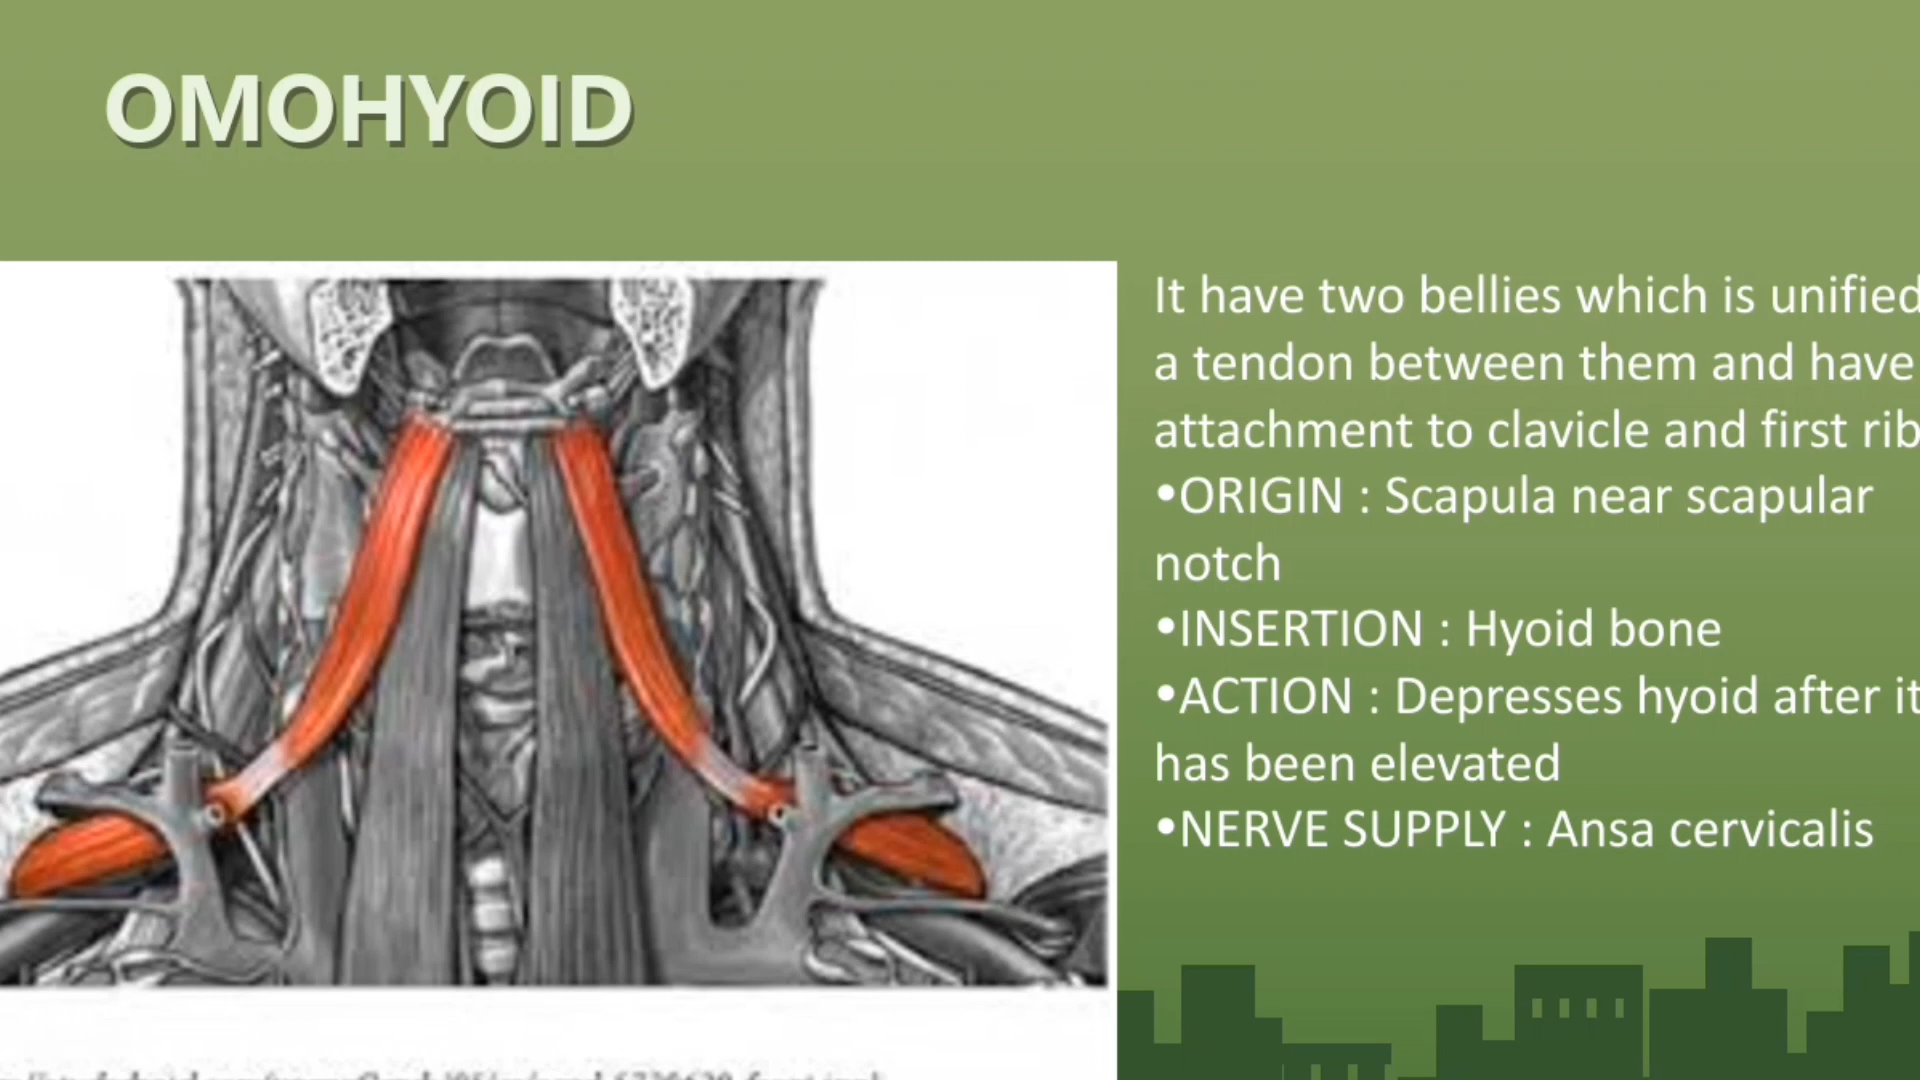 OMOHYOID
It have two bellies which is unified
a tendon between them and have
attachment to clavicle and first rib
•ORIGIN : Scapula near scapular
notch
•INSERTION : Hyoid bone
•ACTION : Depresses hyoid after it
has been elevated
•NERVE SUPPLY : Ansa cervicalis